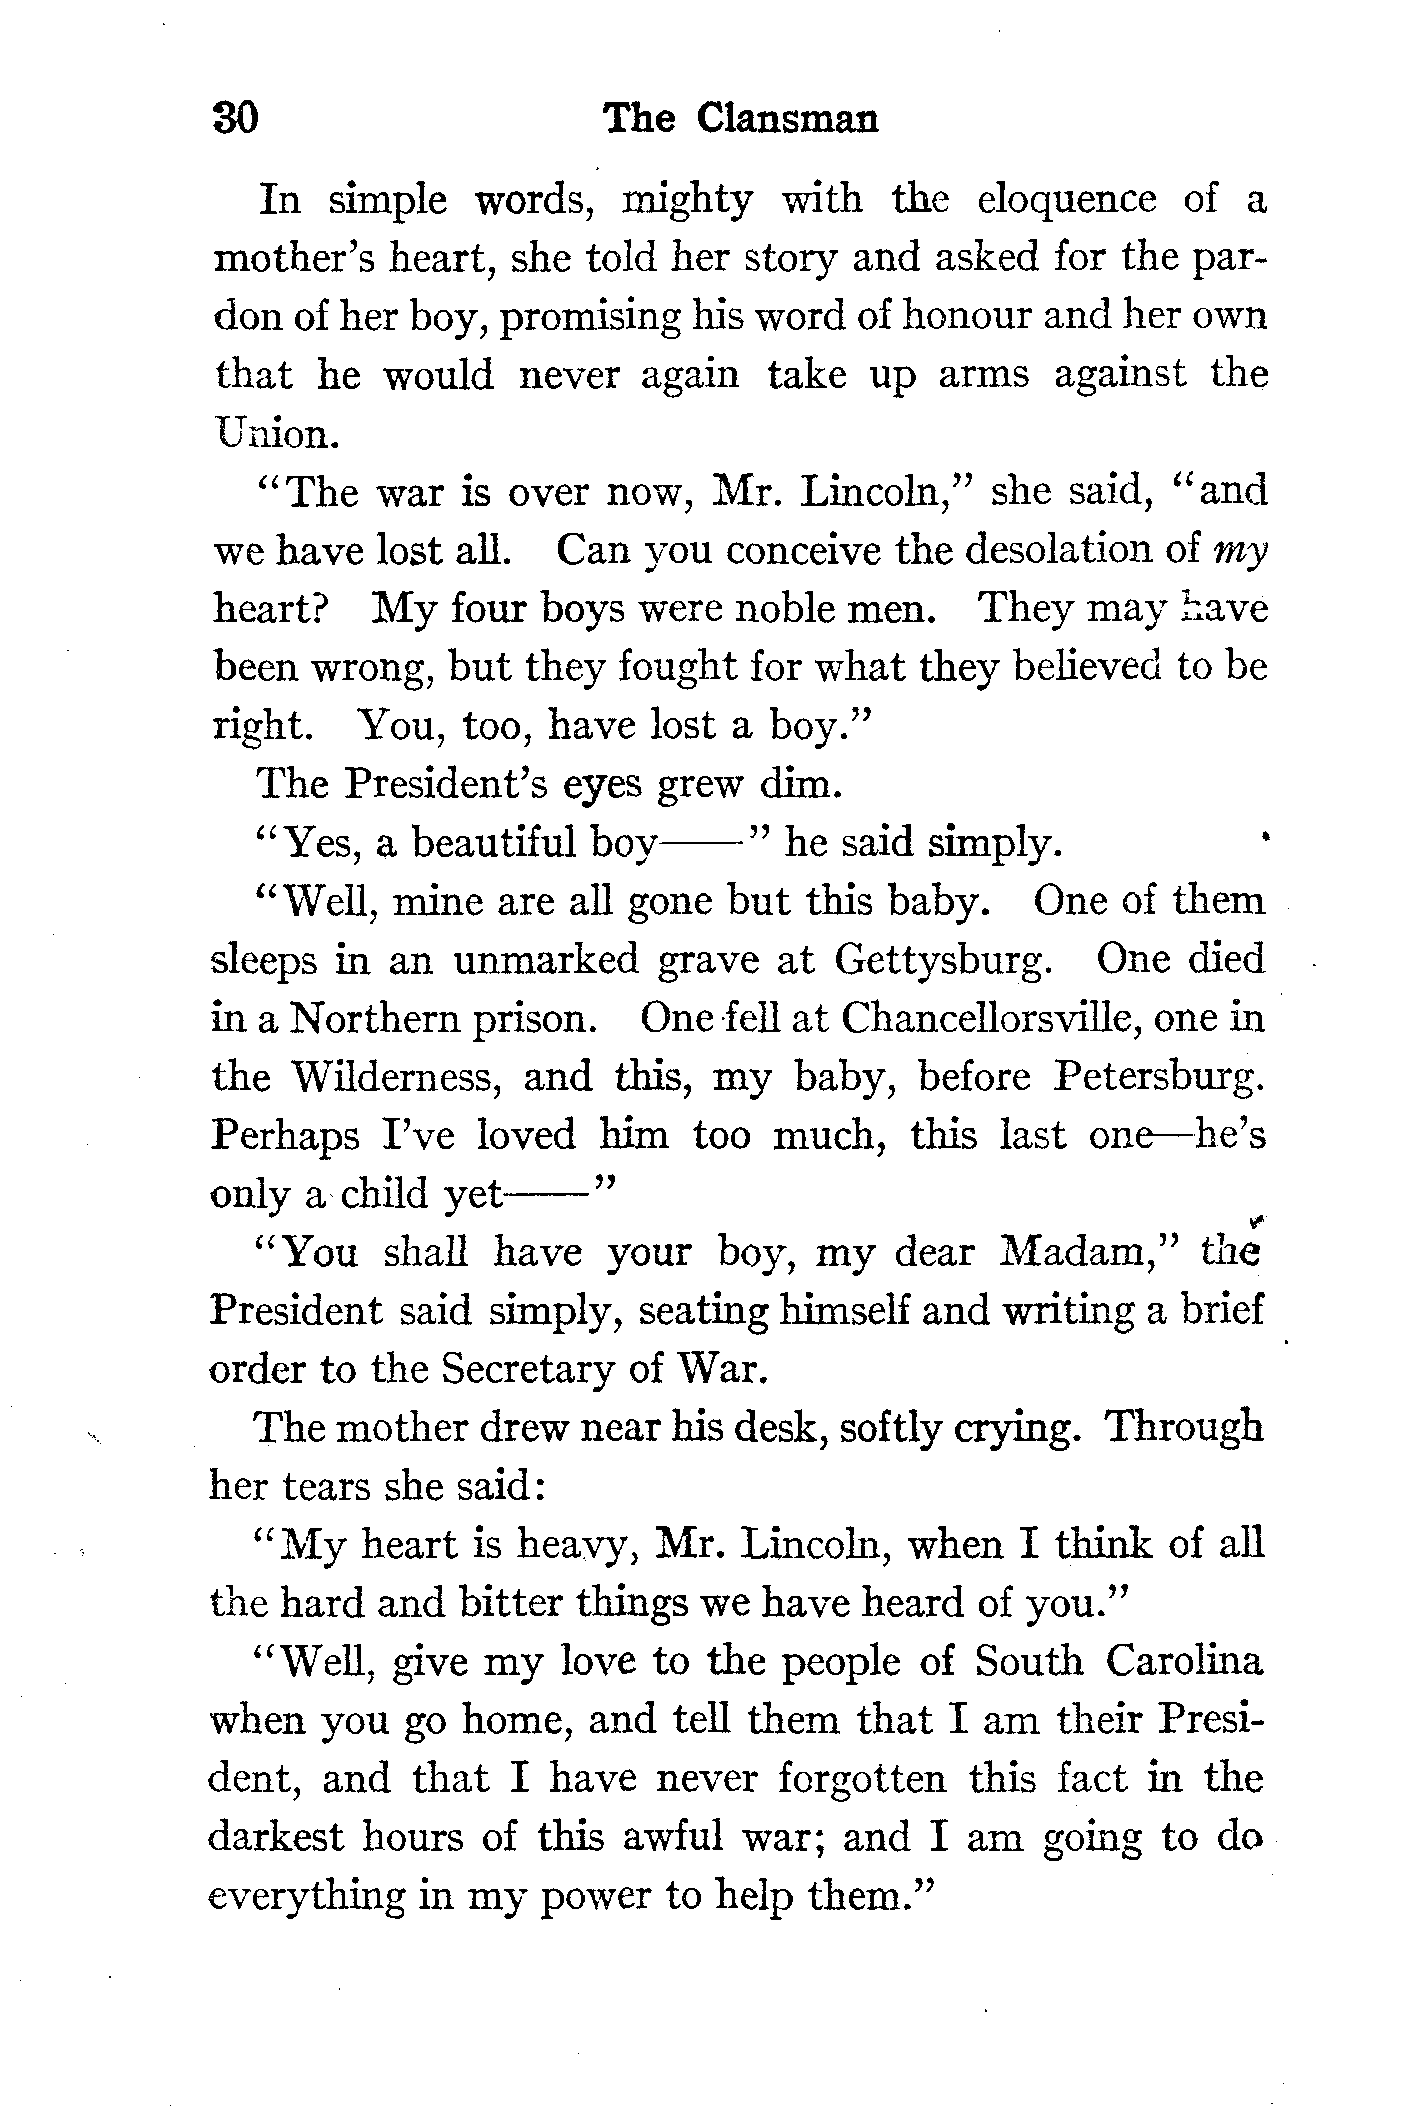 30 The Clansman
In simple words, mighty with the eloquence of a
mother's heart, she told her story and asked for the par-
don of her boy, promising his word of honour and her own
that he would never again take up arms against the
Union.
"The war is over now, Mr. Lincoln," she said, "and
we have lost all. Can you conceive the desolation of my
heart? My four boys were noble men. They may have
been wrong, but they fought for what they believed to be
right. You, too, have lost a boy."
The President's eyes grew dim.
"Yes, a beautiful boy——" he said simply.
"Well, mine are all gone but this baby. One of them
sleeps in an unmarked grave at Gettysburg. One died
in a Northern prison. One fell at Chancellorsville, one in
the Wilderness, and this, my baby, before Petersburg.
Perhaps I've loved him too much, this last one—he's
only a child yet——"
"You shall have your boy, my dear Madam," the
President said simply, seating himself and writing a brief
order to the Secretary of War.
The mother drew near his desk, softly crying. Through
her tears she said:
"My heart is heavy, Mr. Lincoln, when I think of all
the hard and bitter things we have heard of you."
"Well, give my love to the people of South Carolina
when you go home, and tell them that I am their Presi-
dent, and that I have never forgotten this fact in the
darkest hours of this awful war; and I am going to do
everything in my power to help them."